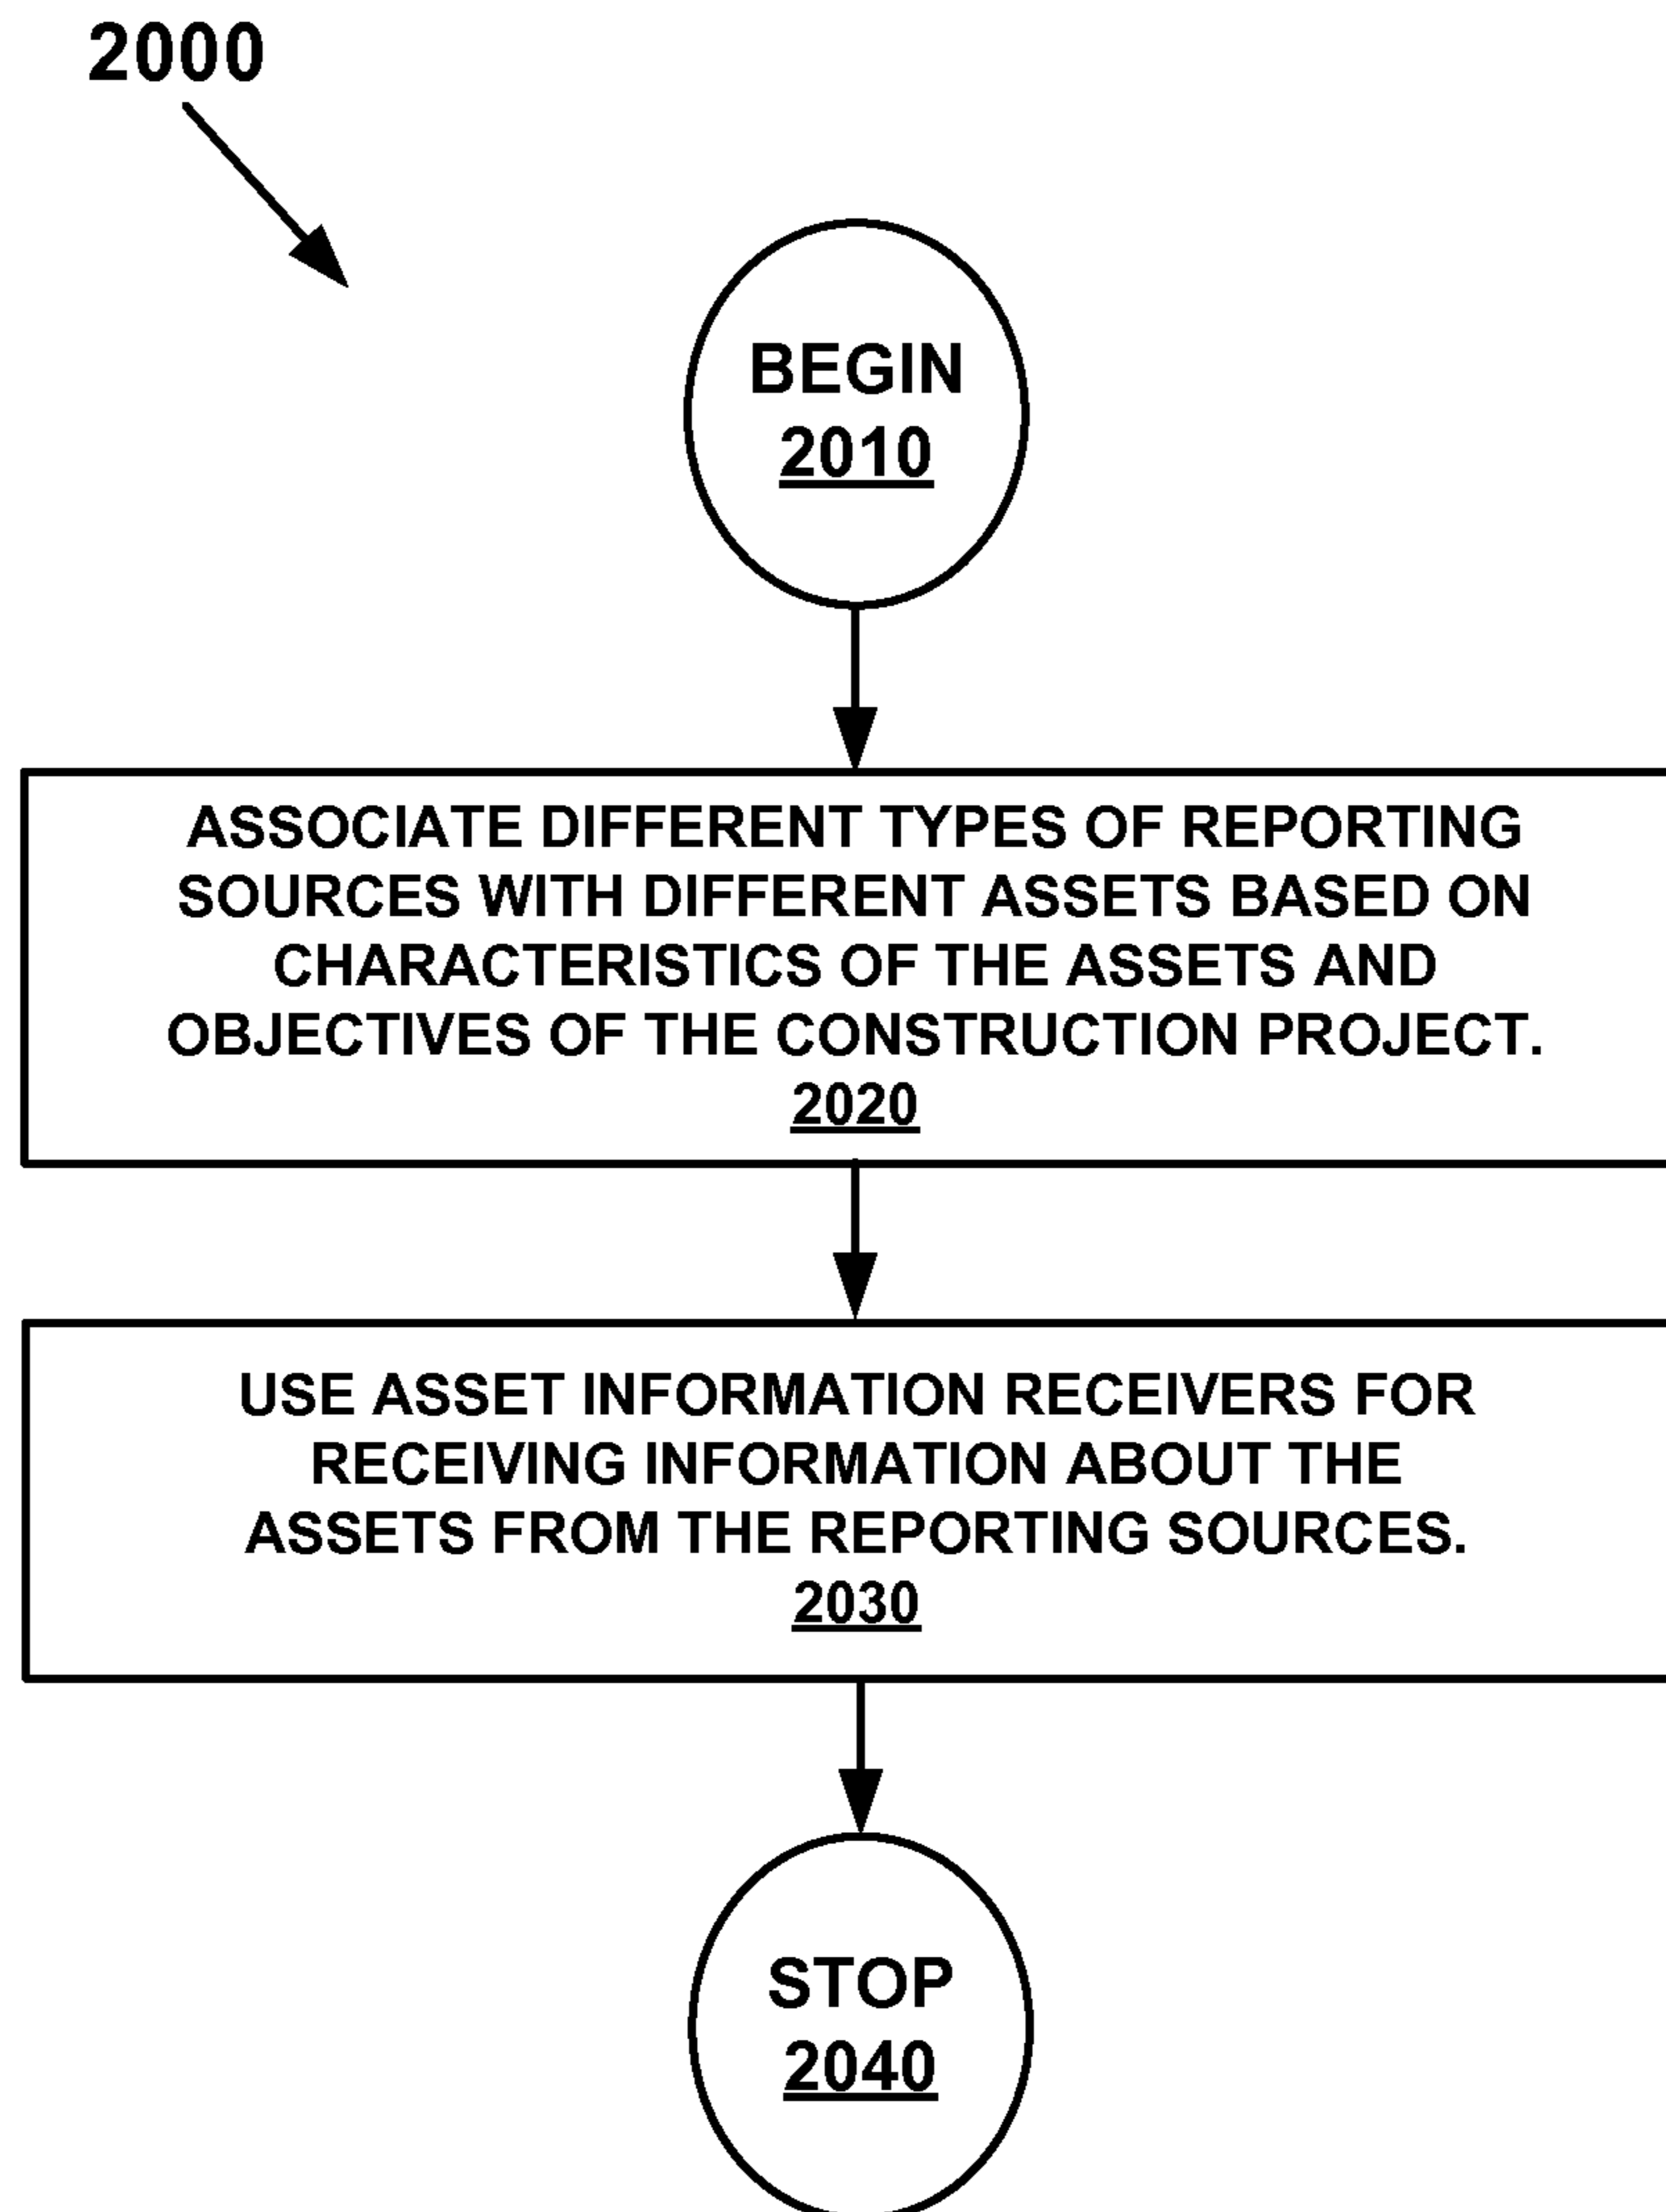 2000
BEGIN
2010
ASSOCIATE DIFFERENT TYPES OF REPORTING
SOURCES WITH DIFFERENT ASSETS BASED ON
CHARACTERISTICS OF THE ASSETS AND
OBJECTIVES OF THE CONSTRUCTION PROJECT.
2020
USE ASSET INFORMATION RECEIVERS FOR
RECEIVING INFORMATION ABOUT THE
ASSETS FROM THE REPORTING SOURCES.
2030
STOP
2040